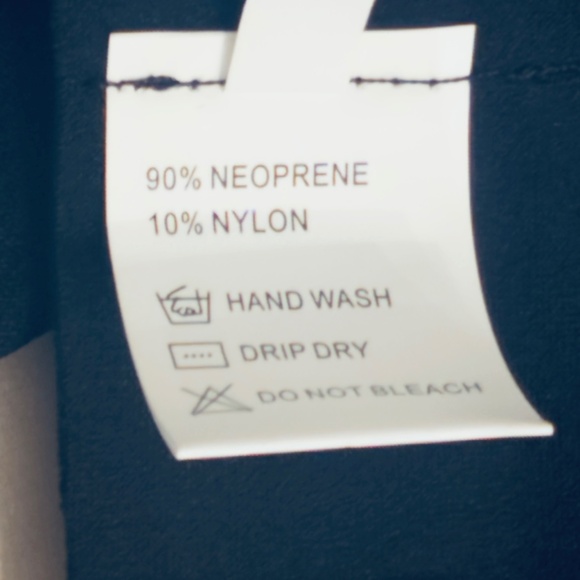 90% NEOPRENE
10% NYLON
HAND WASH
DRIP DRY
DO NOT BLEACH